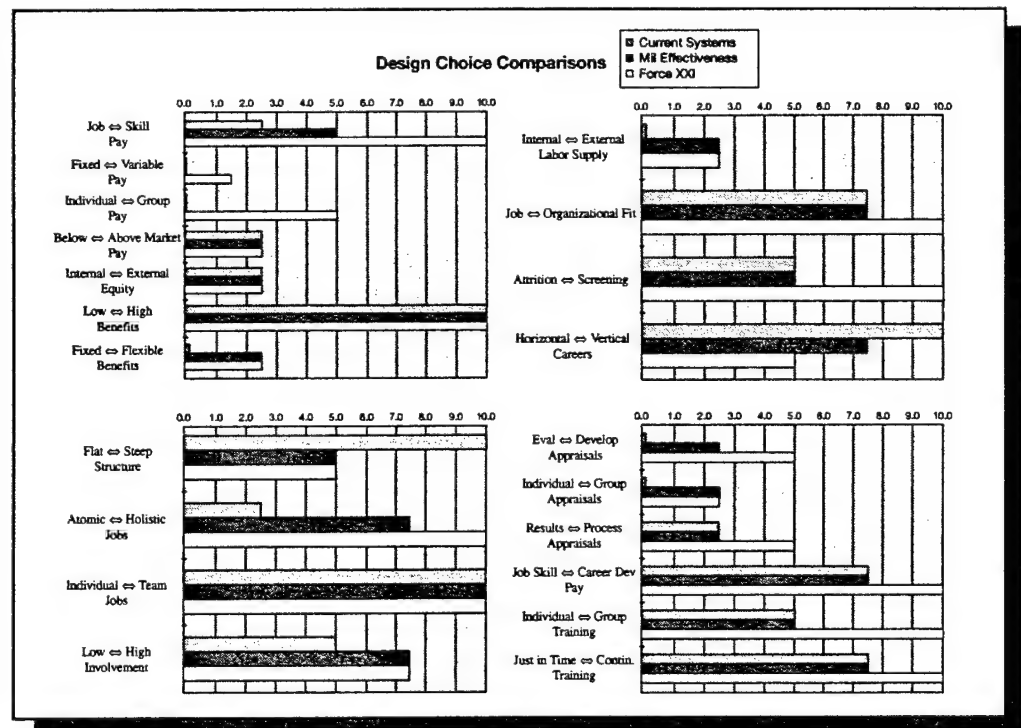 Design Choice Comparisons
Current Systems
Mil Effectiveness
Force XXI
0.0 1.0 2.0 3.0 4.0 5.0 6.0 7.0 8.0 9.0 10.0
Job ⇔ Skill
Pay
Fixed ⇔ Variable
Pay
Individual ⇔ Group
Pay
Below ⇔ Above Market
Pay
Internal ⇔ External
Equity
Low ⇔ High
Benefits
Fixed ⇔ Flexible
Benefits
0.0 1.0 2.0 3.0 4.0 5.0 6.0 7.0 8.0 9.0 10.0
Internal ⇔ External
Labor Supply
Job ⇔ Organizational Fit
Attrition ⇔ Screening
Horizontal ⇔ Vertical
Careers
0.0 1.0 2.0 3.0 4.0 5.0 6.0 7.0 8.0 9.0 10.0
Flat ⇔ Steep
Structure
Atomic ⇔ Holistic
Jobs
Individual ⇔ Team
Jobs
Low ⇔ High
Involvement
0.0 1.0 2.0 3.0 4.0 5.0 6.0 7.0 8.0 9.0 10.0
Eval ⇔ Develop
Appraisals
Individual ⇔ Group
Appraisals
Results ⇔ Process
Appraisals
Job Skill ⇔ Career Dev
Pay
Individual ⇔ Group
Training
Just in Time ⇔ Contin.
Training